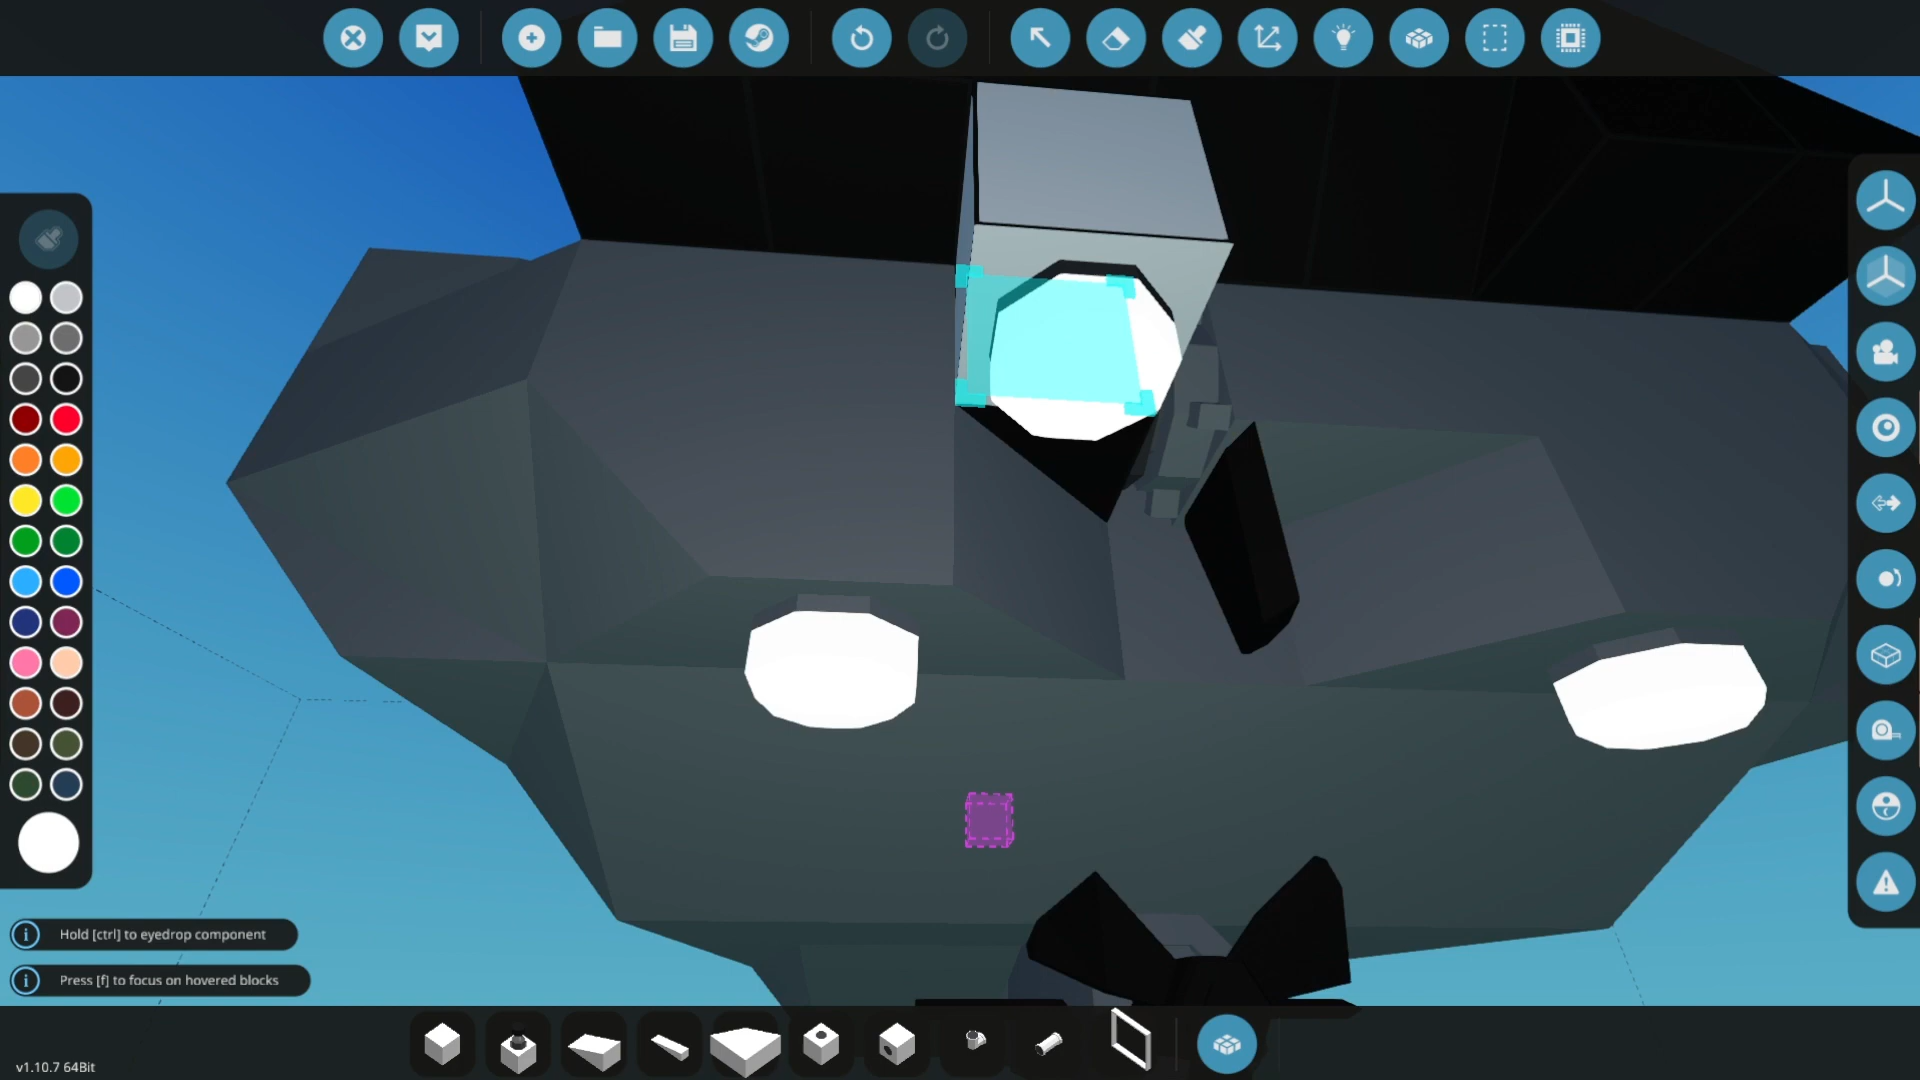 Hold [ctrl] to eyedrop component
Press [f] to focus on hovered blocks
v1.10.7 64Bit